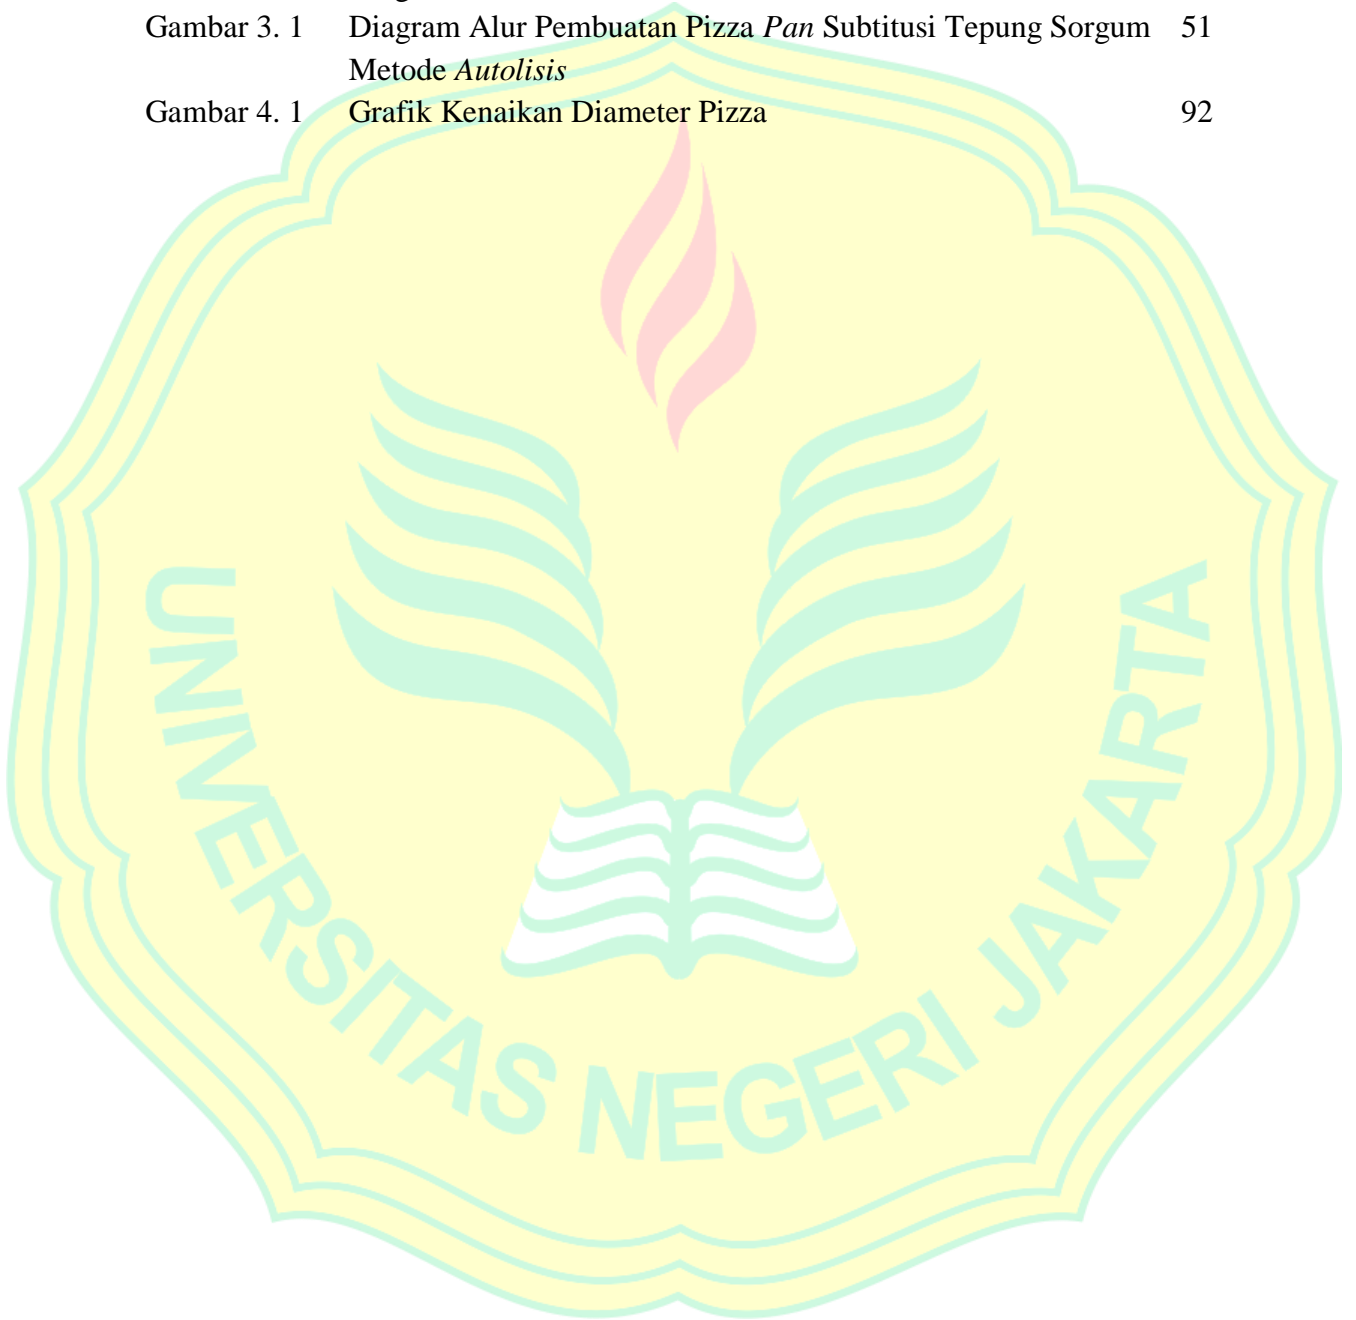 Gambar 3. 1 Diagram Alur Pembuatan Pizza Pan Subtitusi Tepung Sorgum 51
Metode Autolisis
Gambar 4. 1 Grafik Kenaikan Diameter Pizza 92
UNIVERSITAS NEGERI JAKARTA